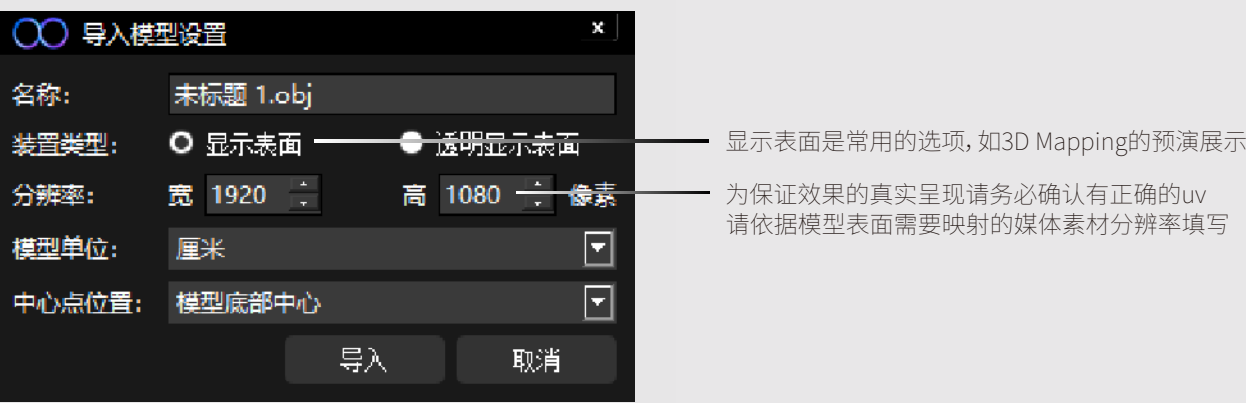 导入模型设置 x
名称: 未标题 1.obj
装置类型: 显示表面 透明显示表面
显示表面是常用的选项,如3D Mapping的预演展示
分辨率: 宽 1920 高 1080 像素
为保证效果的真实呈现请务必确认有正确的uv
请依据模型表面需要映射的媒体素材分辨率填写
模型单位: 厘米
中心点位置: 模型底部中心
导入 取消